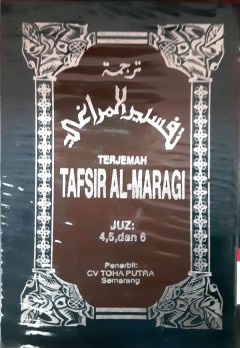 ترجمة
تفسير المراغي
TERJEMAH
TAFSIR AL-MARAGI
JUZ:
4,5,dan 6
Penerbit:
CV TOHA PUTRA
Semarang